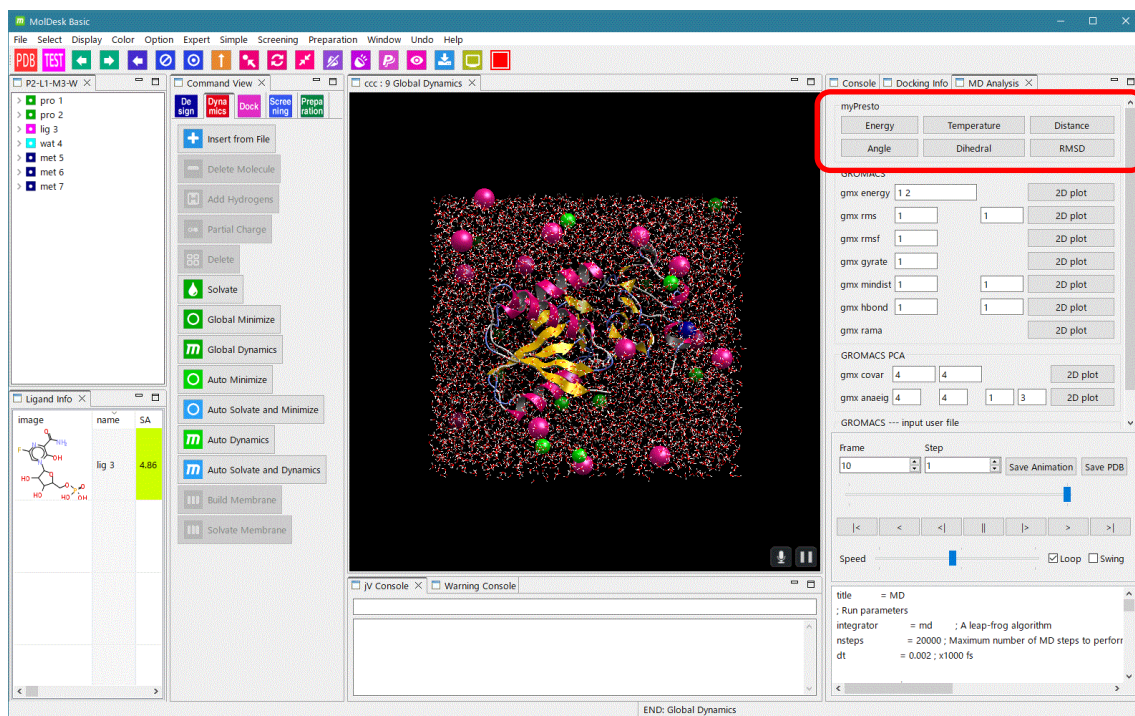 MolDesk Basic
File Select Display Color Option Expert Simple Screening Preparation Window Undo Help
PDB TEST
P2-L1-M3-W
pro 1
pro 2
lig 3
wat 4
met 5
met 6
met 7
Ligand Info
image name SA
lig 3 4.86
F O NH₂ N OH N HO O O P O HO HO OH
Command View
De sign
Dyna mics
Dock
Scree ning
Prepa ration
Insert from File
Delete Molecule
Add Hydrogens
Partial Charge
Delete
Solvate
Global Minimize
Global Dynamics
Auto Minimize
Auto Solvate and Minimize
Auto Dynamics
Auto Solvate and Dynamics
Build Membrane
Solvate Membrane
ccc : 9 Global Dynamics
jV Console Warning Console
Console Docking Info MD Analysis
myPresto
Energy Temperature Distance
Angle Dihedral RMSD
GROMACS
gmx energy 1 2 2D plot
gmx rms 1 1 2D plot
gmx rmsf 1 2D plot
gmx gyrate 1 2D plot
gmx mindist 1 1 2D plot
gmx hbond 1 1 2D plot
gmx rama 2D plot
GROMACS PCA
gmx covar 4 4 2D plot
gmx anaeig 4 4 1 3 2D plot
GROMACS --- input user file
Frame Step
10 1 Save Animation Save PDB
|< < <| || |> > >|
Speed Loop Swing
title = MD
; Run parameters
integrator = md ; A leap-frog algorithm
nsteps = 20000 ; Maximum number of MD steps to perforr
dt = 0.002 ; x1000 fs
END: Global Dynamics